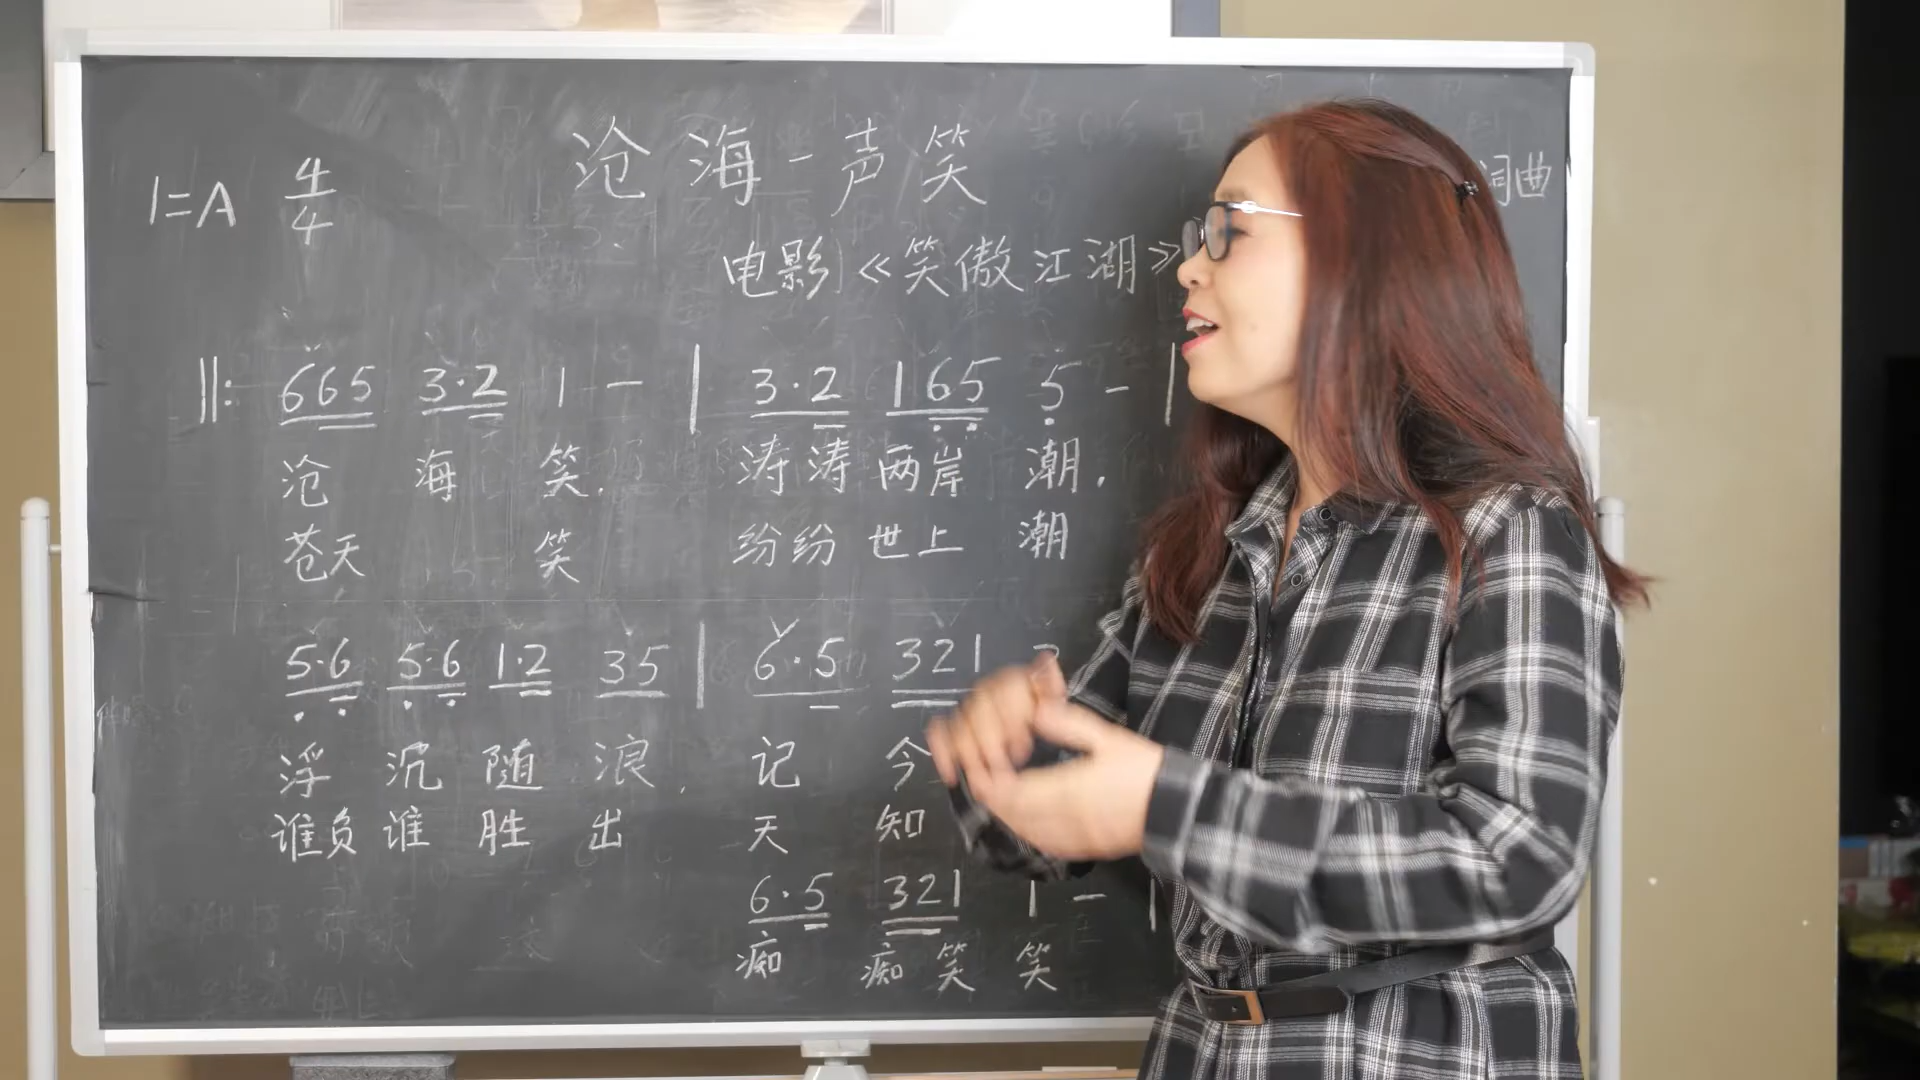 1=A 4/4 沧海一声笑
词曲
电影《笑傲江湖》
‖: 665 3·2 1 - | 3·2 165 5 - |
沧 海 笑. 涛涛两岸 潮.
苍天 笑 纷纷世上 潮
5·6 5·6 1·2 35 | 6·5 321
浮 沉 随 浪. 记 今
谁负谁 胜 出 天 知
6·5 321 1 - |
痴 痴笑 笑